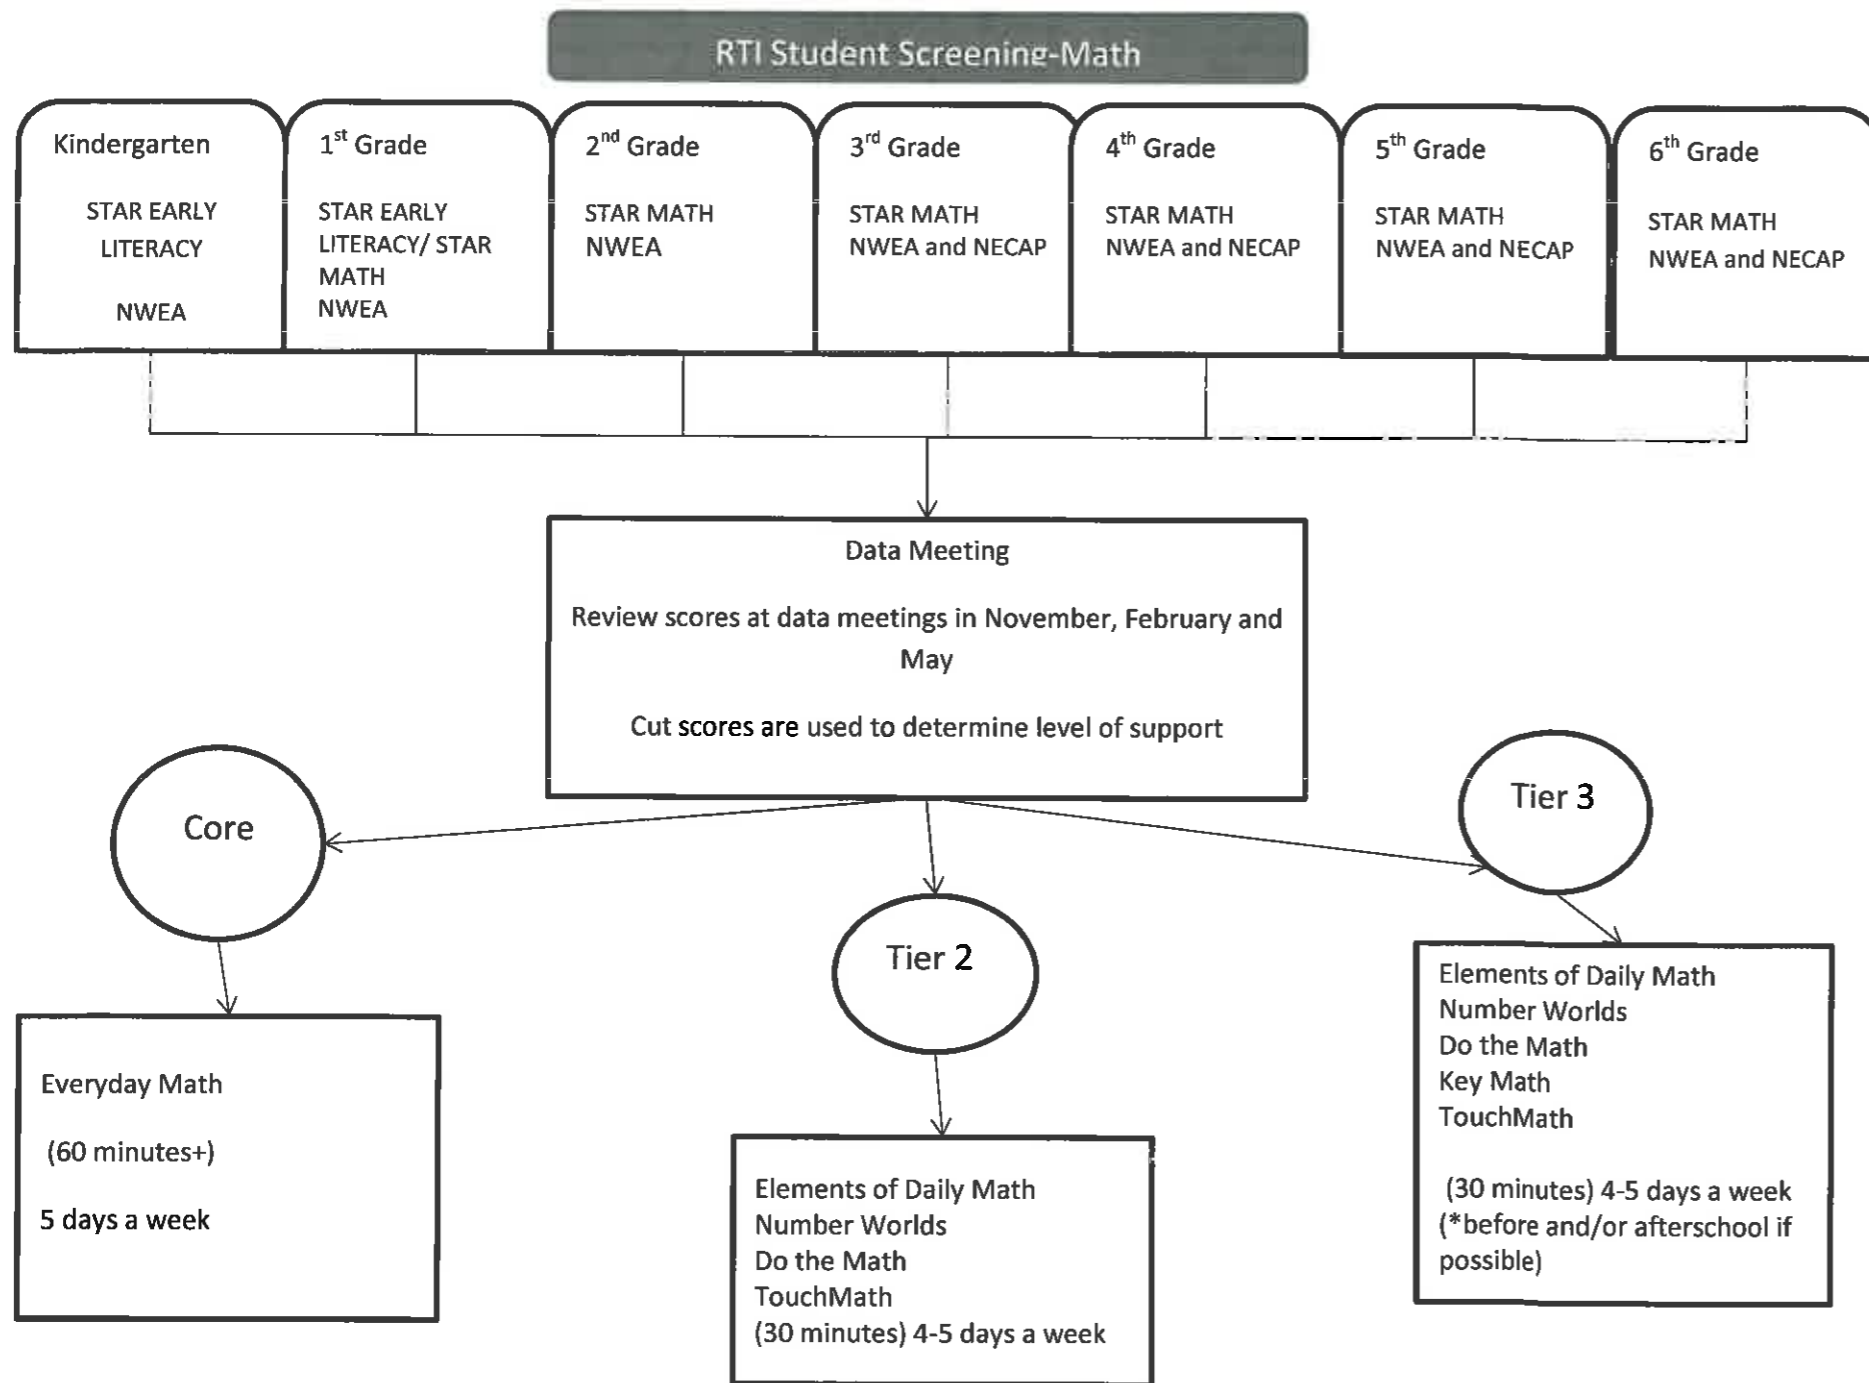 RTI Student Screening-Math
Kindergarten
STAR EARLY
LITERACY
NWEA
1st Grade
STAR EARLY
LITERACY/ STAR
MATH
NWEA
2nd Grade
STAR MATH
NWEA
3rd Grade
STAR MATH
NWEA and NECAP
4th Grade
STAR MATH
NWEA and NECAP
5th Grade
STAR MATH
NWEA and NECAP
6th Grade
STAR MATH
NWEA and NECAP
Data Meeting
Review scores at data meetings in November, February and
May
Cut scores are used to determine level of support
Core
Tier 2
Tier 3
Everyday Math
(60 minutes+)
5 days a week
Elements of Daily Math
Number Worlds
Do the Math
TouchMath
(30 minutes) 4-5 days a week
Elements of Daily Math
Number Worlds
Do the Math
Key Math
TouchMath
(30 minutes) 4-5 days a week
(*before and/or afterschool if
possible)